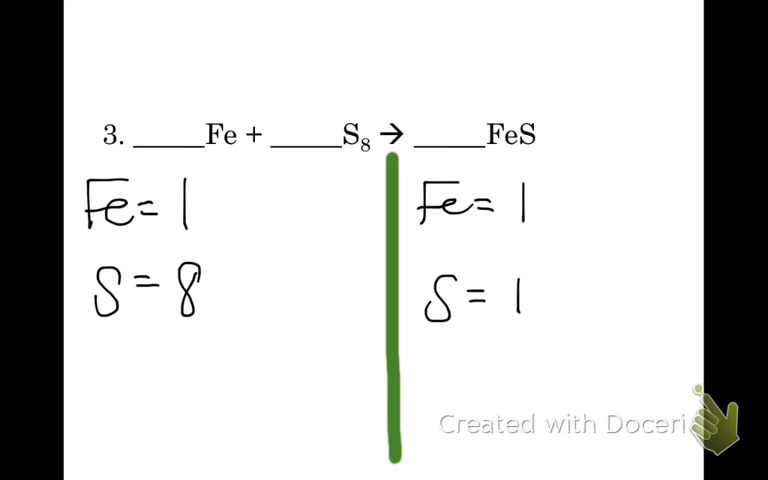 3. _____Fe + _____S₈ → _____FeS
Fe = 1
Fe = 1
S = 8
S = 1
Created with Doceri